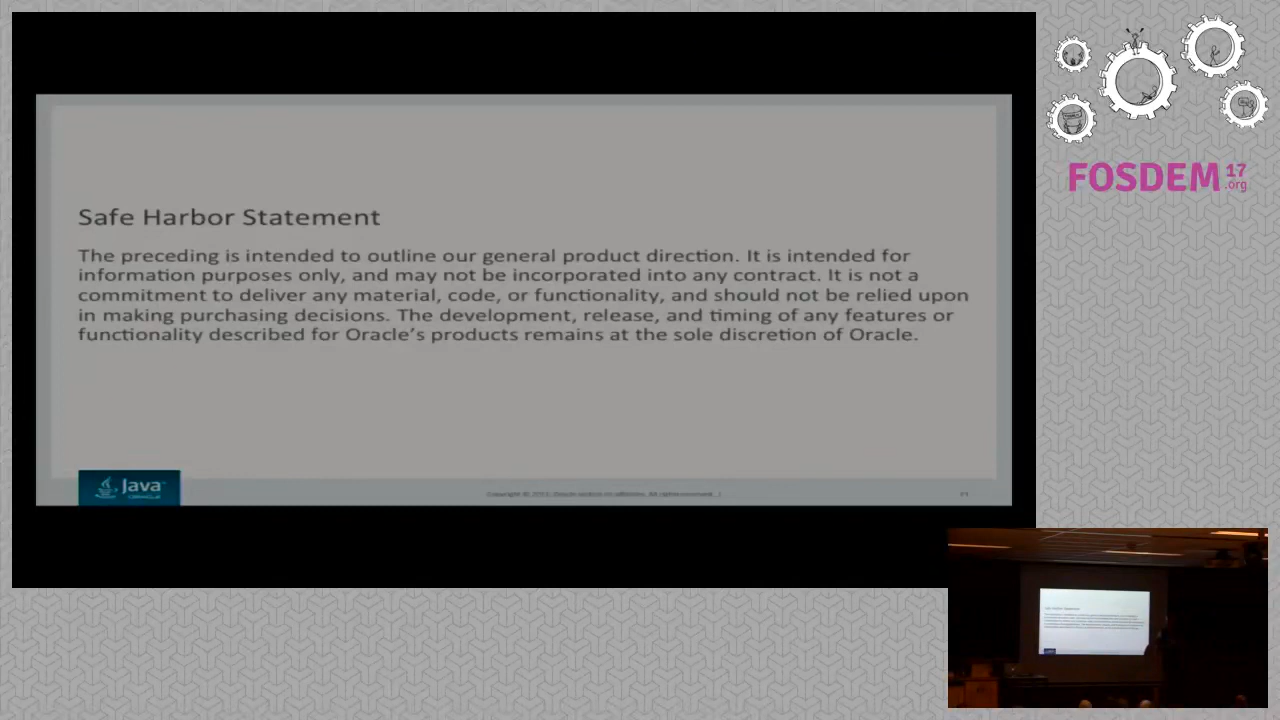 Safe Harbor Statement
The preceding is intended to outline our general product direction. It is intended for
information purposes only, and may not be incorporated into any contract. It is not a
commitment to deliver any material, code, or functionality, and should not be relied upon
in making purchasing decisions. The development, release, and timing of any features or
functionality described for Oracle's products remains at the sole discretion of Oracle.
Java
ORACLE
FOSDEM 17
.org